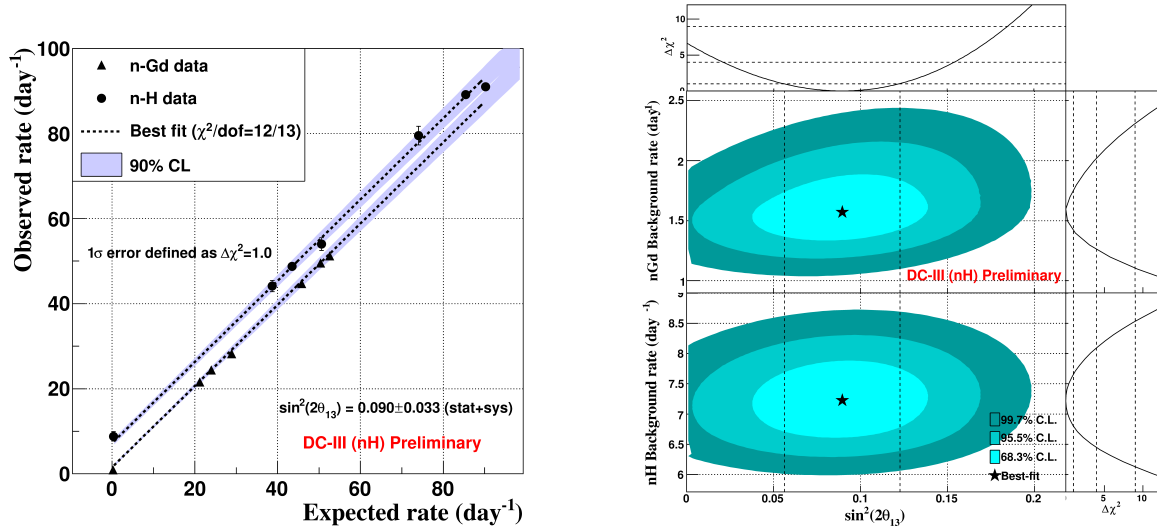 Observed rate (day⁻¹)
100
80
60
40
20
0
n-Gd data
n-H data
Best fit (χ²/dof=12/13)
90% CL
1σ error defined as Δχ²=1.0
sin²(2θ₁₃) = 0.090±0.033 (stat+sys)
DC-III (nH) Preliminary
0 20 40 60 80
Expected rate (day⁻¹)
Δχ²
10
5
nGd Background rate (day⁻¹)
2.5
2
1.5
1
DC-III (nH) Preliminary
nH Background rate (day⁻¹)
9
8.5
8
7.5
7
6.5
6
99.7% C.L.
95.5% C.L.
68.3% C.L.
Best-fit
0 0.05 0.1 0.15 0.2
sin²(2θ₁₃)
5 10
Δχ²